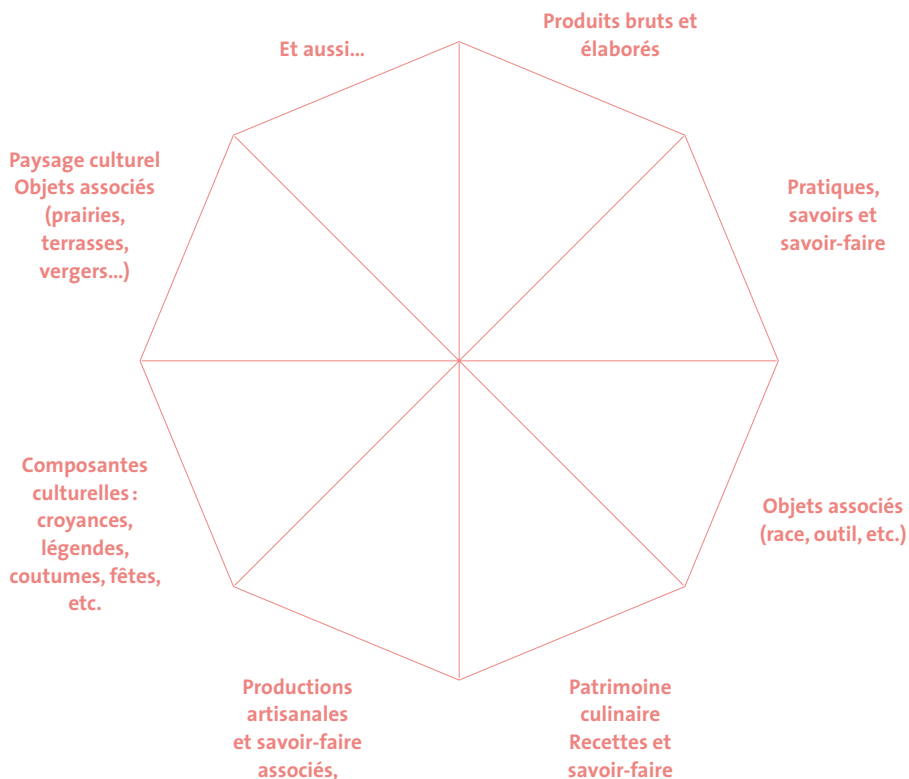 Produits bruts et
élaborés
Pratiques,
savoirs et
savoir-faire
Objets associés
(race, outil, etc.)
Patrimoine
culinaire
Recettes et
savoir-faire
Productions
artisanales
et savoir-faire
associés,
Composantes
culturelles :
croyances,
légendes,
coutumes, fêtes,
etc.
Paysage culturel
Objets associés
(prairies,
terrasses,
vergers...)
Et aussi...